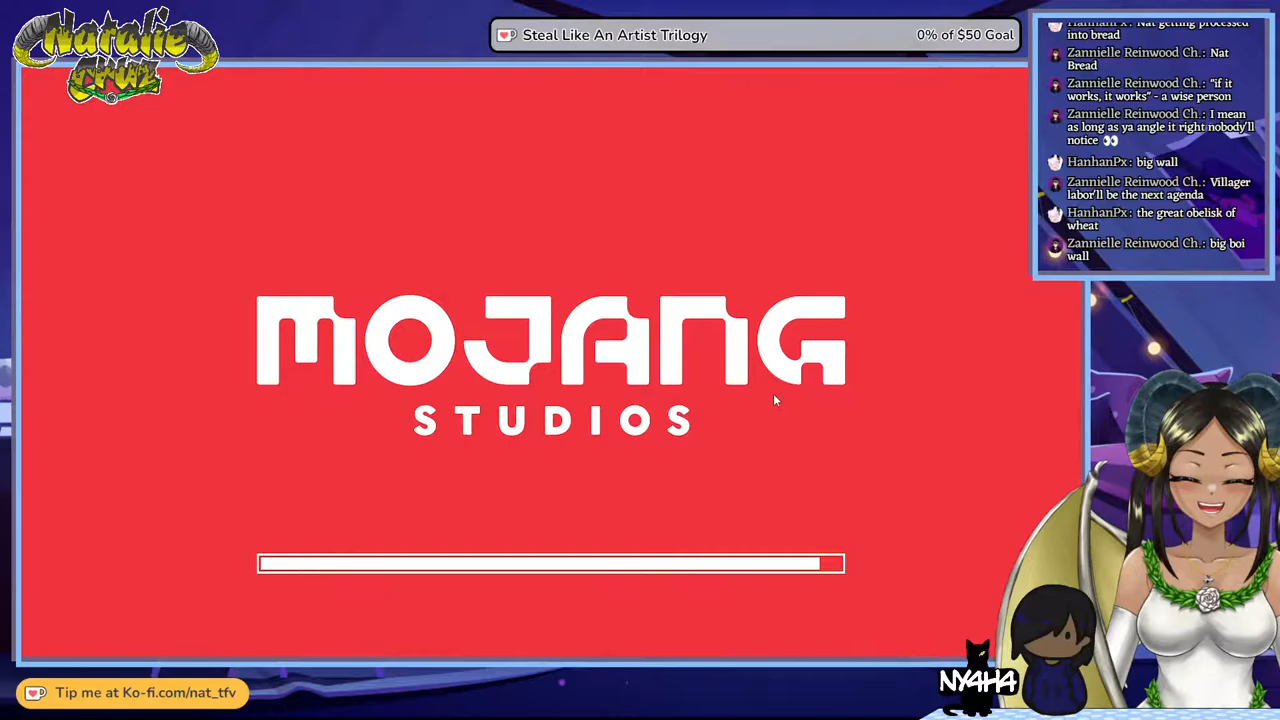 Natalie
Steal Like An Artist Trilogy
0% of $50 Goal
HanhanPx: Nat getting processed
into bread
Zannielle Reinwood Ch.: Nat
Bread
Zannielle Reinwood Ch.: "if it
works, it works" - a wise person
Zannielle Reinwood Ch.: I mean
as long as ya angle it right nobody'll
notice 👀
HanhanPx: big wall
Zannielle Reinwood Ch.: Villager
labor'll be the next agenda
HanhanPx: the great obelisk of
wheat
Zannielle Reinwood Ch.: big boi
wall
MOJANG
STUDIOS
NYAHA
Tip me at Ko-fi.com/nat_tfv